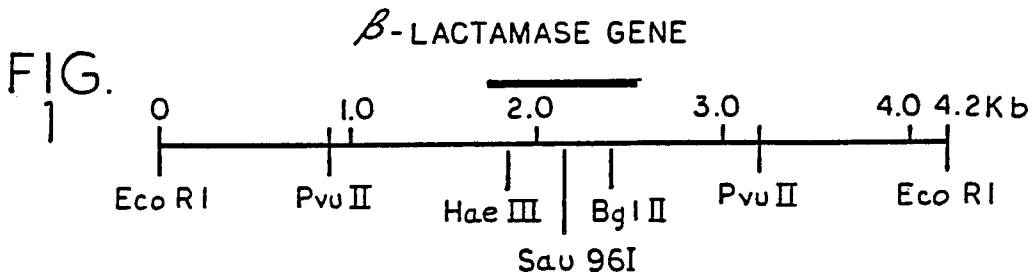 β-LACTAMASE GENE
FIG.
1
0 1.0 2.0 3.0 4.0 4.2Kb
Eco RI Pvu II Hae III Bgl II Pvu II Eco RI
Sau 96I